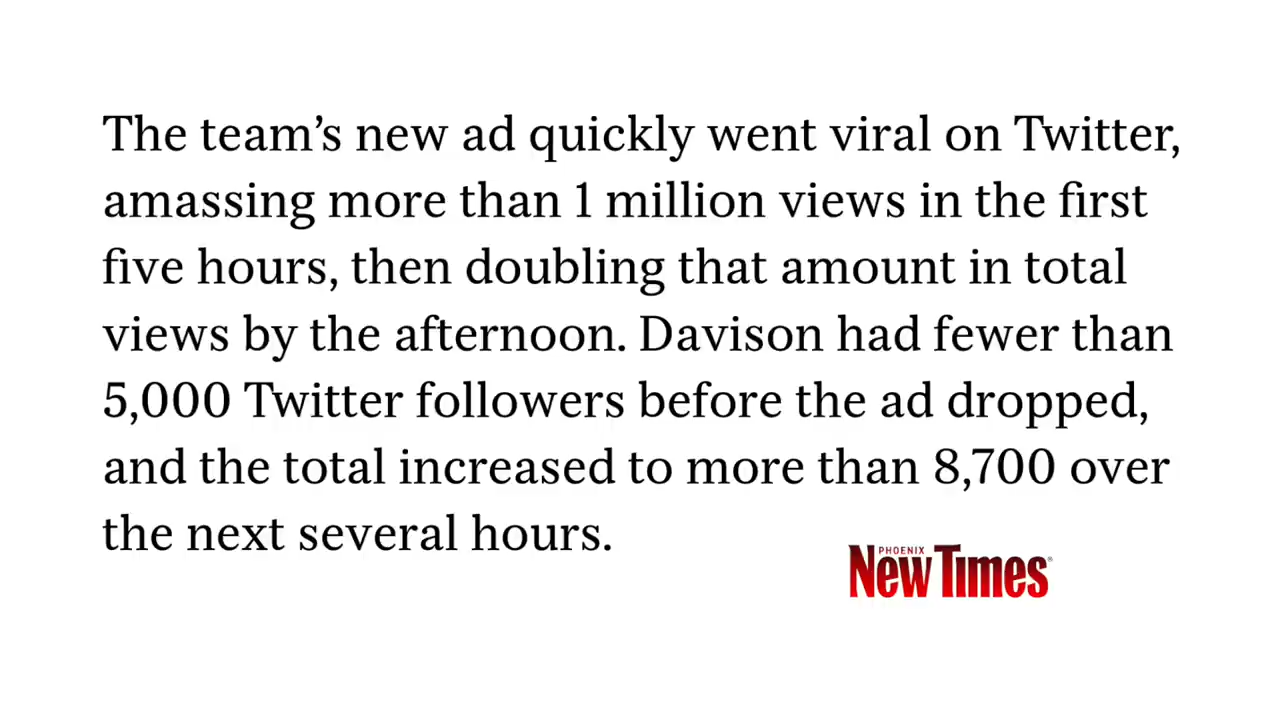 The team’s new ad quickly went viral on Twitter,
amassing more than 1 million views in the first
five hours, then doubling that amount in total
views by the afternoon. Davison had fewer than
5,000 Twitter followers before the ad dropped,
and the total increased to more than 8,700 over
the next several hours.
PHOENIX
New Times®